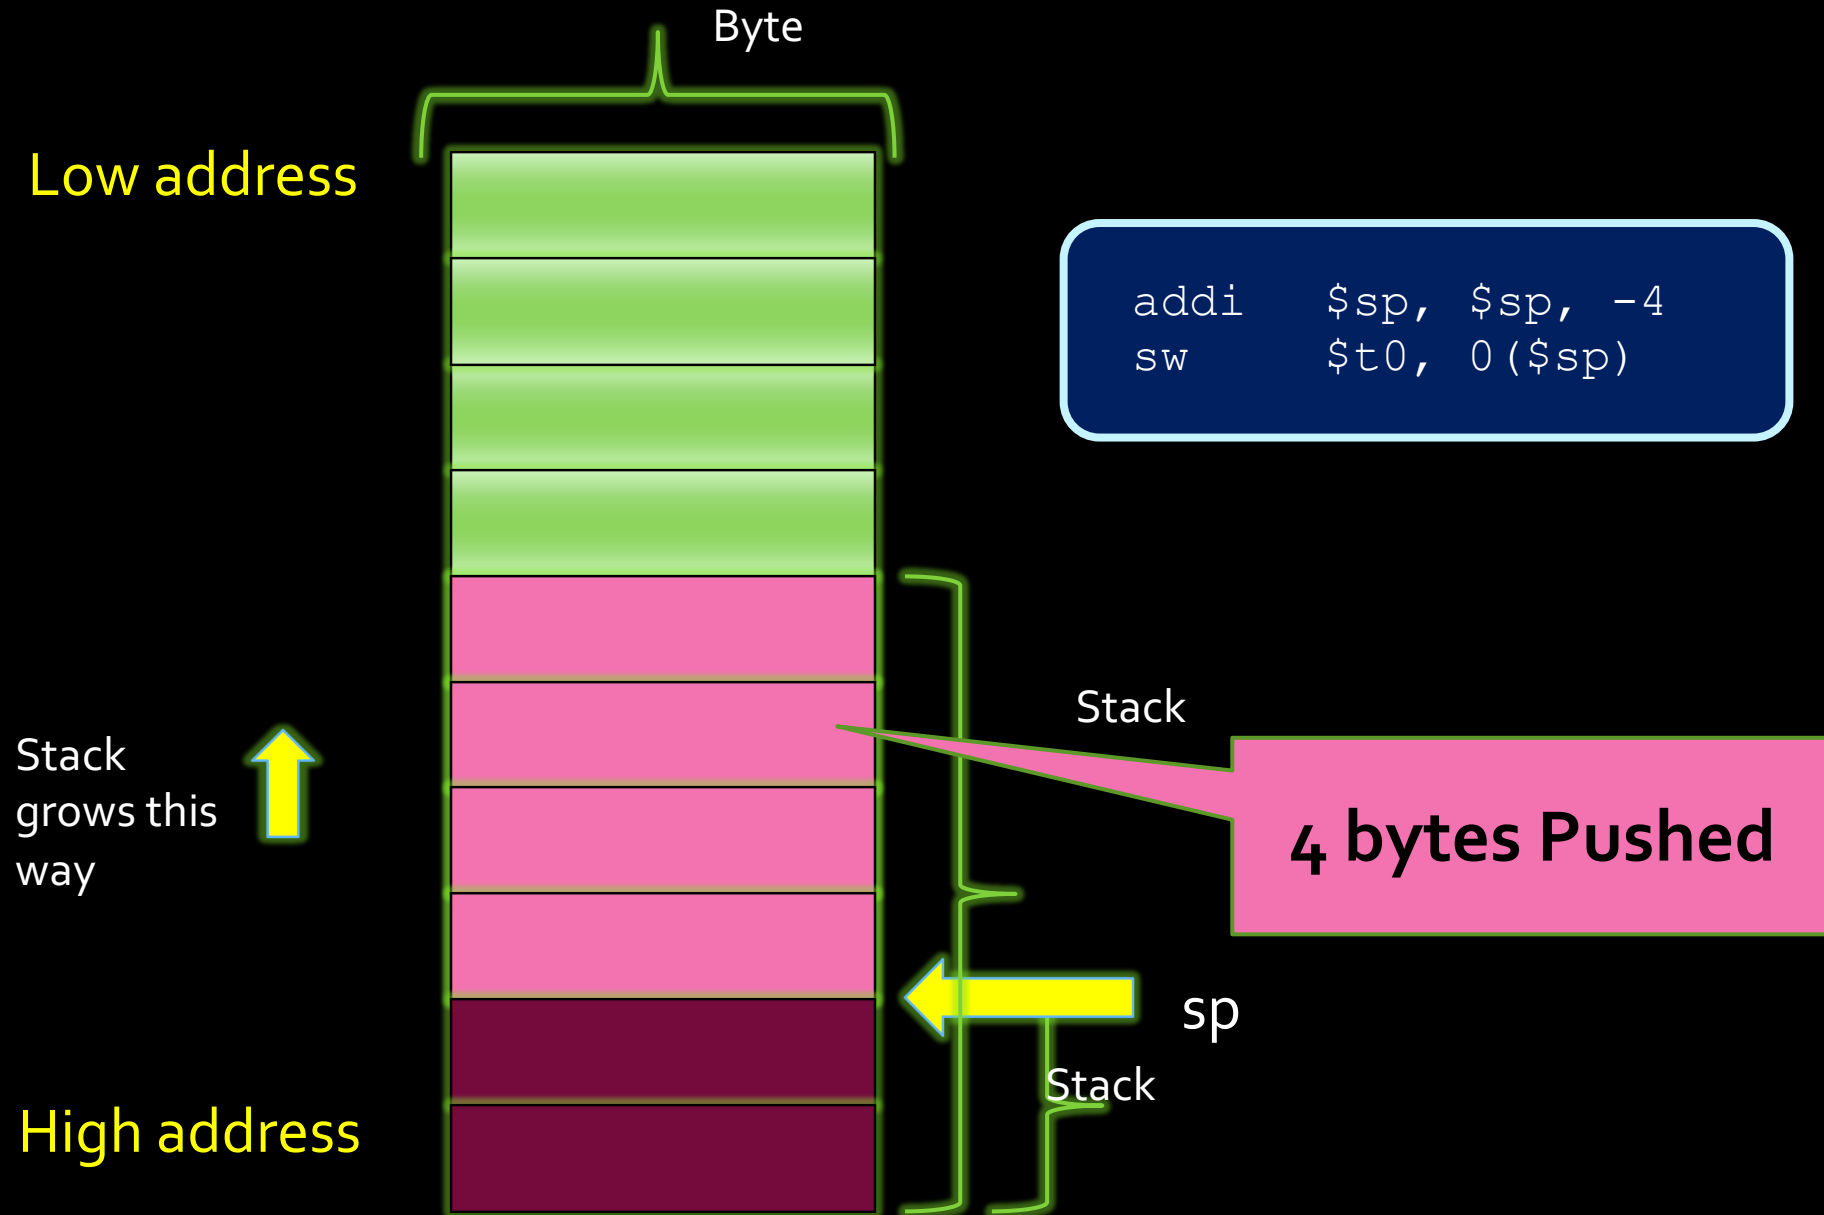 Byte
Low address
addi $sp, $sp, -4
sw $t0, 0($sp)
Stack
Stack
grows this
way
4 bytes Pushed
sp
Stack
High address